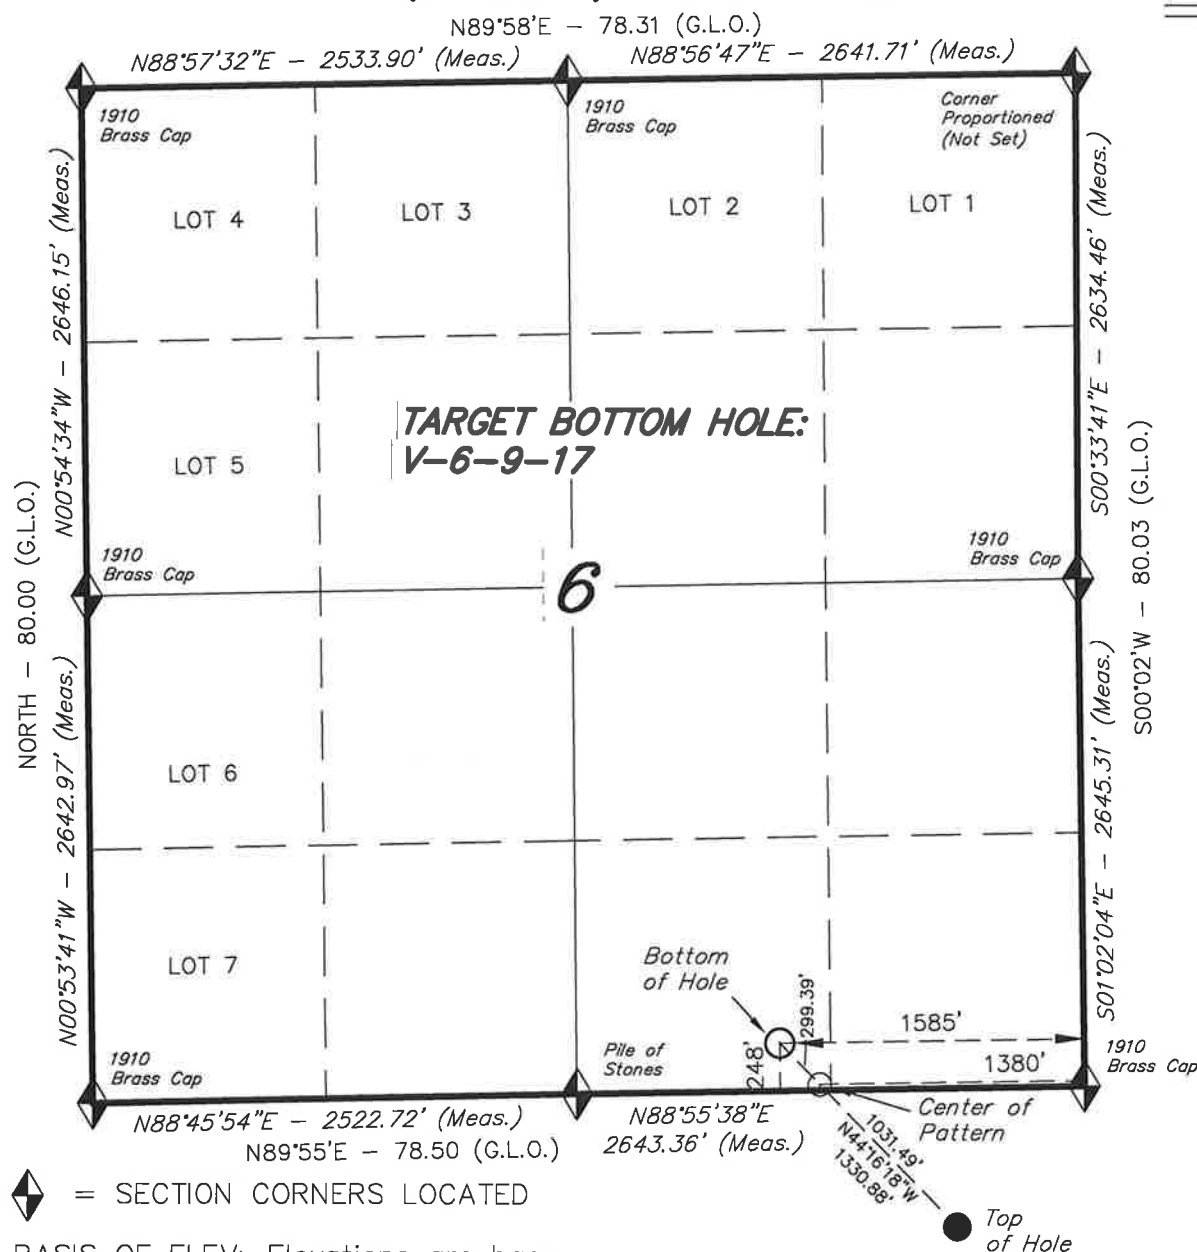 N89°58'E – 78.31 (G.L.O.)
N88°57'32"E – 2533.90' (Meas.)
N88°56'47"E – 2641.71' (Meas.)
1910
Brass Cap
1910
Brass Cap
Corner
Proportioned
(Not Set)
LOT 4
LOT 3
LOT 2
LOT 1
N00°54'34"W – 2646.15' (Meas.)
S00°33'41"E – 2634.46' (Meas.)
TARGET BOTTOM HOLE:
V–6–9–17
LOT 5
NORTH – 80.00 (G.L.O.)
S00°02'W – 80.03 (G.L.O.)
1910
Brass Cap
1910
Brass Cap
6
N00°53'41"W – 2642.97' (Meas.)
S01°02'04"E – 2645.31' (Meas.)
LOT 6
LOT 7
Bottom
of Hole
299.39'
248'
1585'
1380'
Pile of
Stones
1910
Brass Cap
1910
Brass Cap
N88°45'54"E – 2522.72' (Meas.)
N89°55'E – 78.50 (G.L.O.)
N88°55'38"E
2643.36' (Meas.)
Center of
Pattern
1031.49'
N44°16'18"W
1330.88'
Top
of Hole
= SECTION CORNERS LOCATED
BASIS OF ELEV; Elevations are